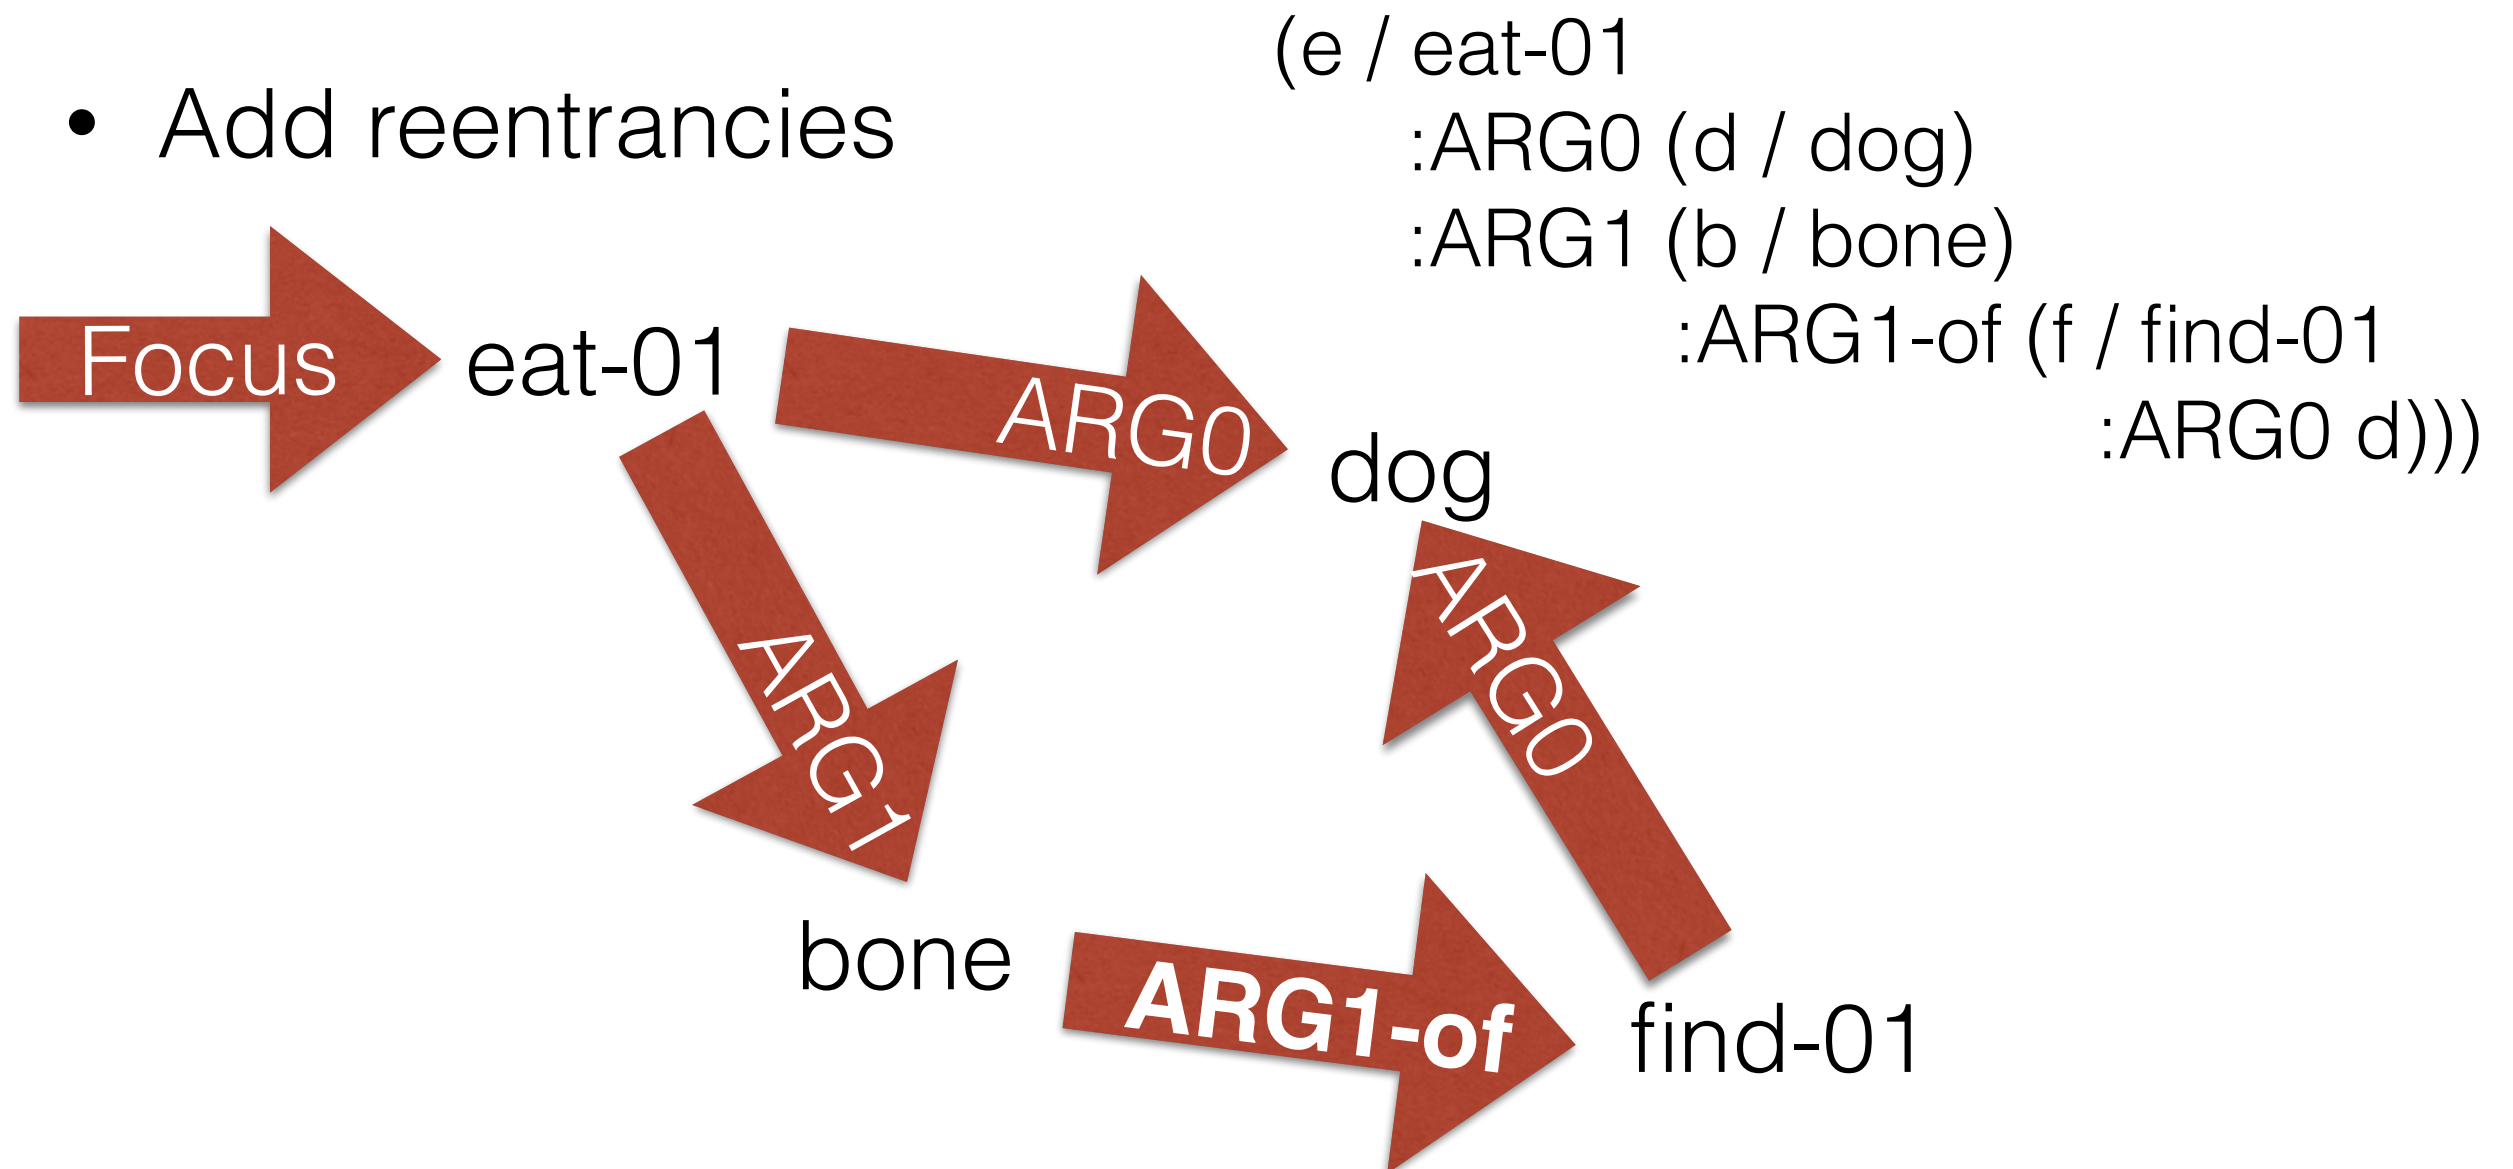 • Add reentrancies
(e / eat-01
:ARG0 (d / dog)
:ARG1 (b / bone)
:ARG1-of (f / find-01
:ARG0 d)))
Focus
eat-01
ARG0
dog
ARG1
ARG0
bone
ARG1-of
find-01